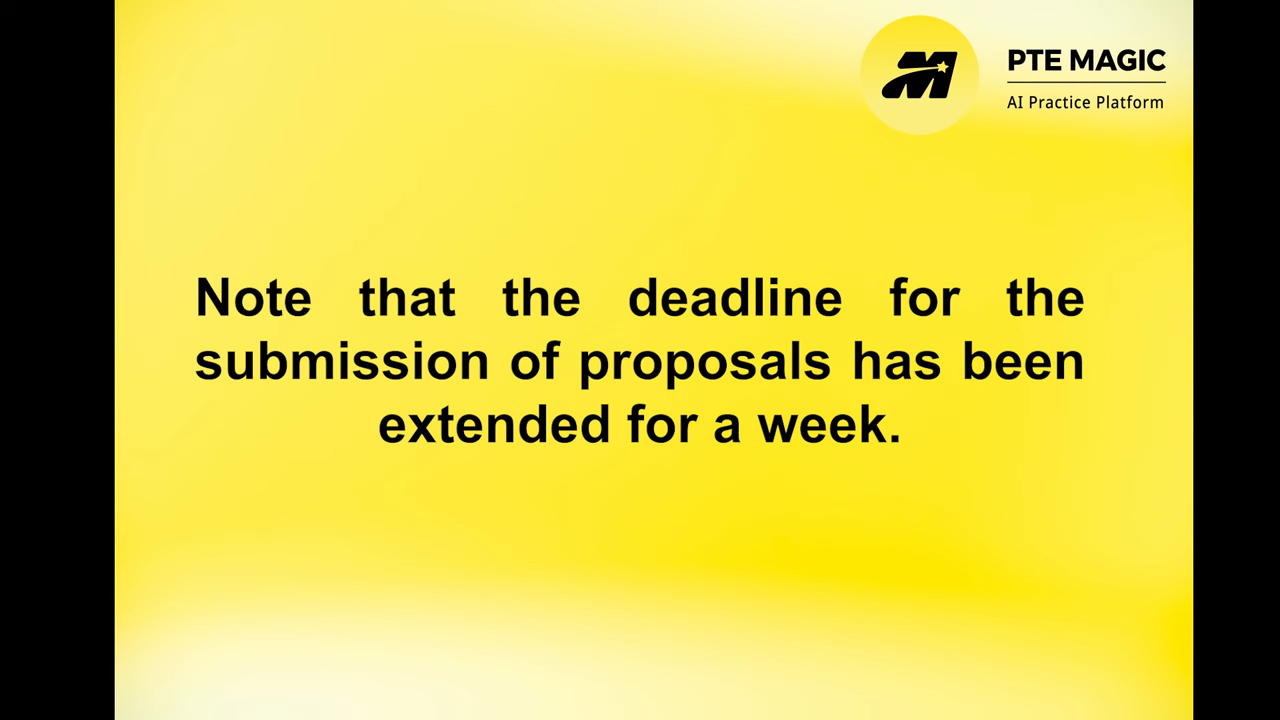 PTE MAGIC
AI Practice Platform
Note that the deadline for the
submission of proposals has been
extended for a week.